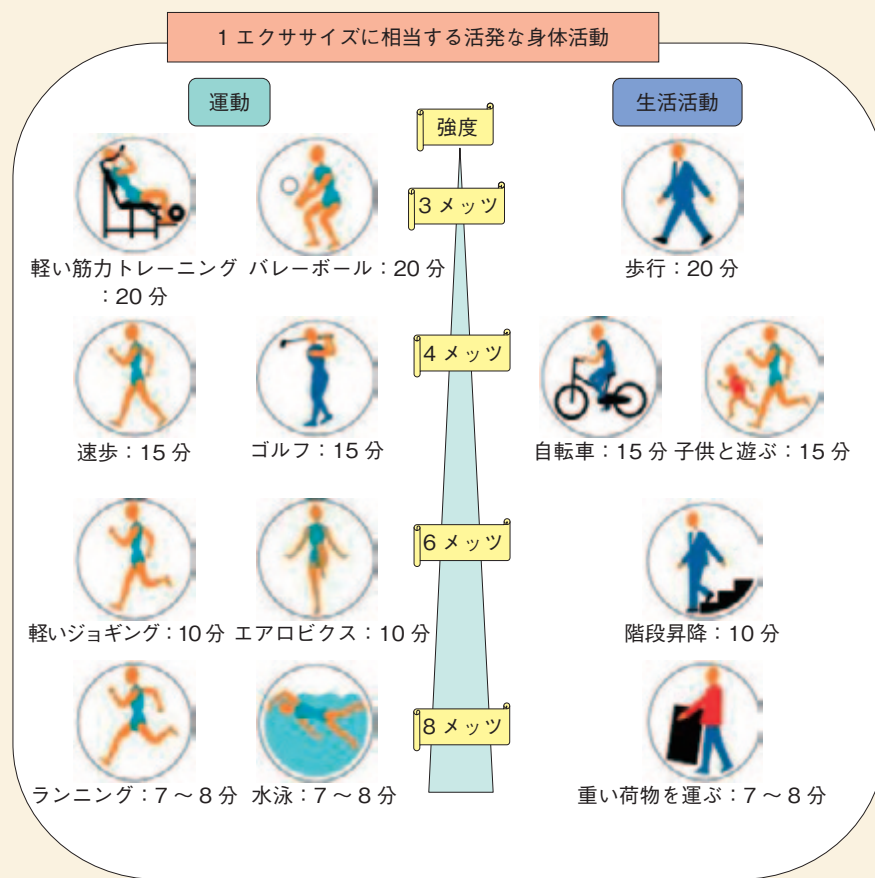 1 エクササイズに相当する活発な身体活動
運動
生活活動
強度
3 メッツ
軽い筋力トレーニング
：20 分
バレーボール：20 分
歩行：20 分
4 メッツ
速歩：15 分
ゴルフ：15 分
自転車：15 分
子供と遊ぶ：15 分
6 メッツ
軽いジョギング：10 分
エアロビクス：10 分
階段昇降：10 分
8 メッツ
ランニング：7 ～ 8 分
水泳：7 ～ 8 分
重い荷物を運ぶ：7 ～ 8 分